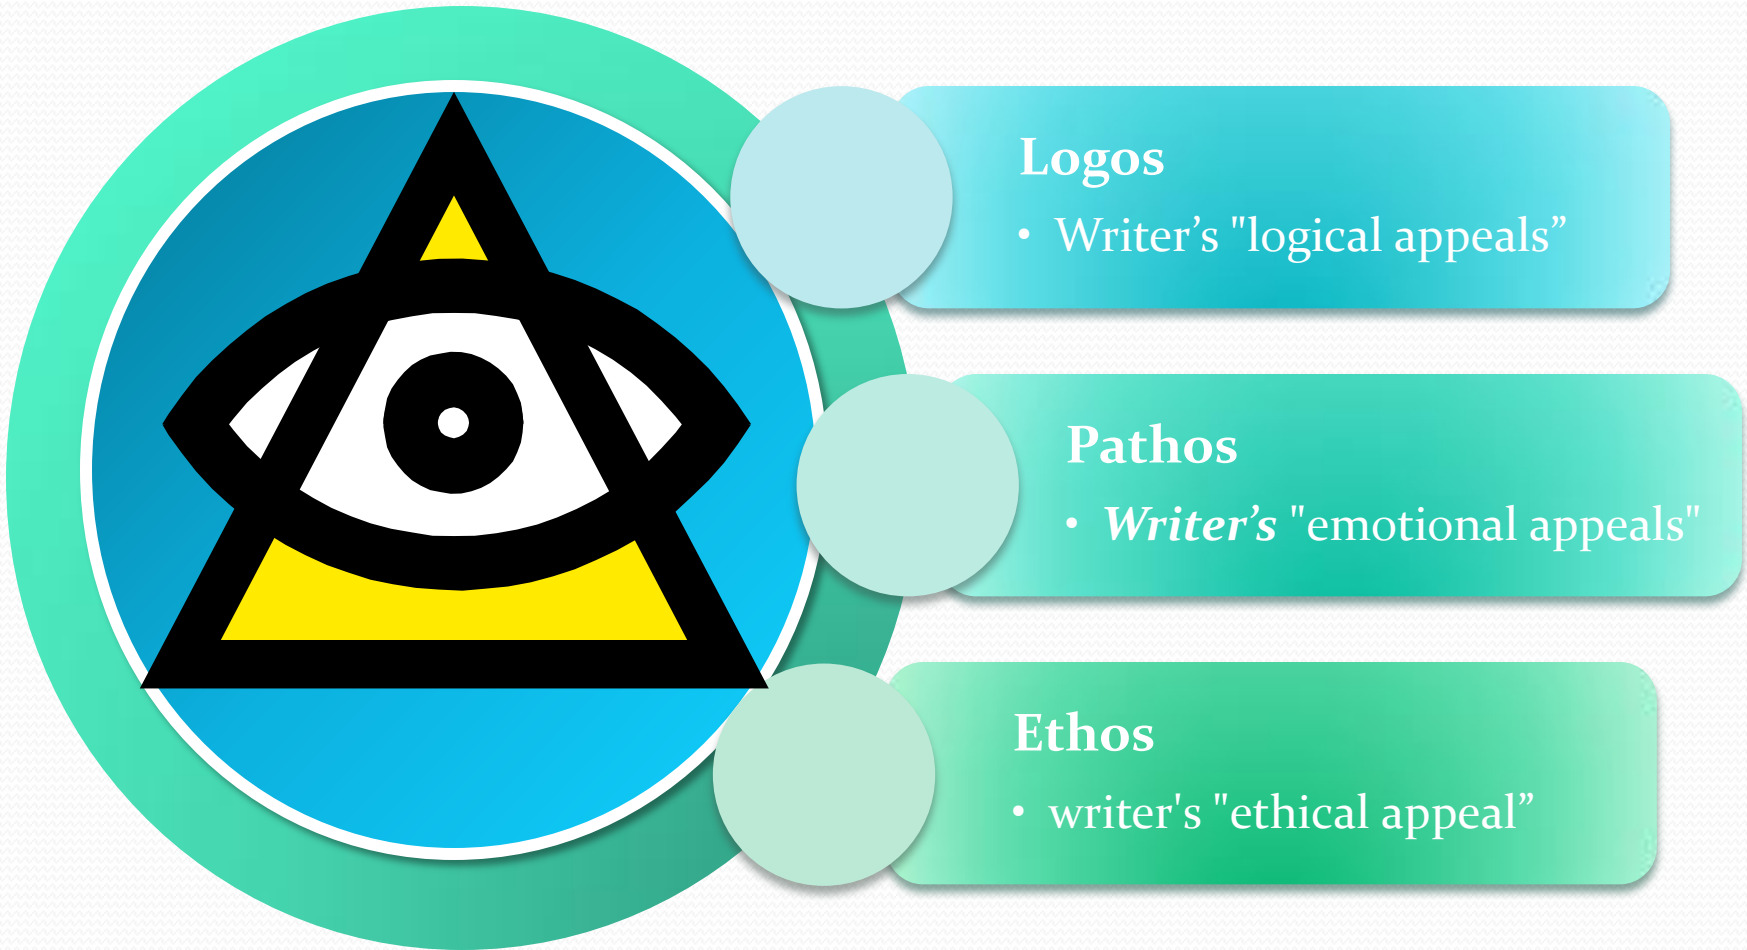 Logos
• Writer’s "logical appeals”
Pathos
• Writer’s "emotional appeals"
Ethos
• writer's "ethical appeal”